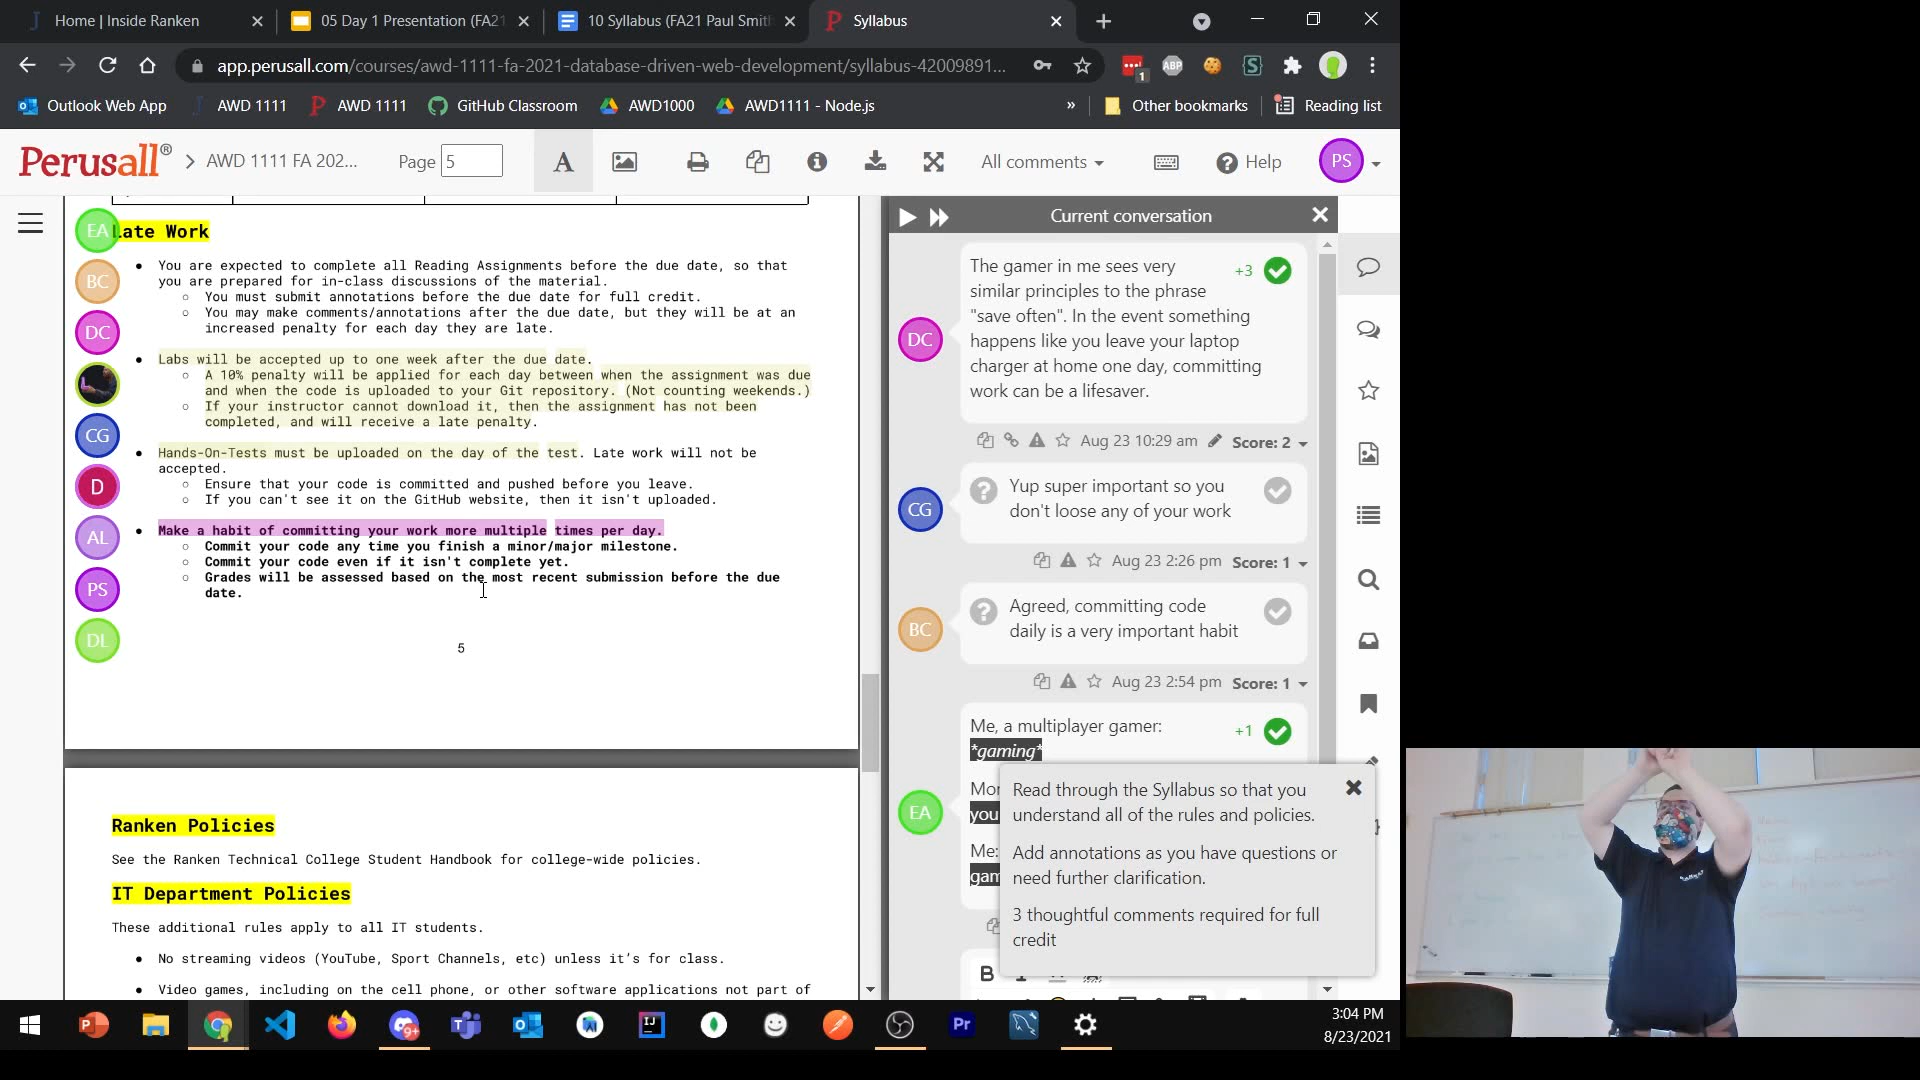 Home | Inside Ranken
05 Day 1 Presentation (FA21
10 Syllabus (FA21 Paul Smith
Syllabus
app.perusall.com/courses/awd-1111-fa-2021-database-driven-web-development/syllabus-42009891...
1
ABP
Outlook Web App
AWD 1111
AWD 1111
GitHub Classroom
AWD1000
AWD1111 - Node.js
»
Other bookmarks
Reading list
Perusall®
AWD 1111 FA 202...
Page 5
All comments
Help
PS
Late Work
EA
BC
DC
CG
D
AL
PS
DL
• You are expected to complete all Reading Assignments before the due date, so that
you are prepared for in-class discussions of the material.
○ You must submit annotations before the due date for full credit.
○ You may make comments/annotations after the due date, but they will be at an
increased penalty for each day they are late.
• Labs will be accepted up to one week after the due date.
○ A 10% penalty will be applied for each day between when the assignment was due
and when the code is uploaded to your Git repository. (Not counting weekends.)
○ If your instructor cannot download it, then the assignment has not been
completed, and will receive a late penalty.
• Hands-On-Tests must be uploaded on the day of the test. Late work will not be
accepted.
○ Ensure that your code is committed and pushed before you leave.
○ If you can't see it on the GitHub website, then it isn't uploaded.
• Make a habit of committing your work more multiple times per day.
○ Commit your code any time you finish a minor/major milestone.
○ Commit your code even if it isn't complete yet.
○ Grades will be assessed based on the most recent submission before the due
date.
5
Ranken Policies
See the Ranken Technical College Student Handbook for college-wide policies.
IT Department Policies
These additional rules apply to all IT students.
• No streaming videos (YouTube, Sport Channels, etc) unless it's for class.
• Video games, including on the cell phone, or other software applications not part of
Current conversation
DC
The gamer in me sees very
similar principles to the phrase
"save often". In the event something
happens like you leave your laptop
charger at home one day, committing
work can be a lifesaver.
+3
Aug 23 10:29 am
Score: 2
CG
Yup super important so you
don't loose any of your work
Aug 23 2:26 pm
Score: 1
BC
Agreed, committing code
daily is a very important habit
Aug 23 2:54 pm
Score: 1
EA
Me, a multiplayer gamer:
*gaming*
+1
you
Me:
Read through the Syllabus so that you
understand all of the rules and policies.
Add annotations as you have questions or
need further clarification.
3 thoughtful comments required for full
credit
B
9+
IJ
Pr
3:04 PM
8/23/2021